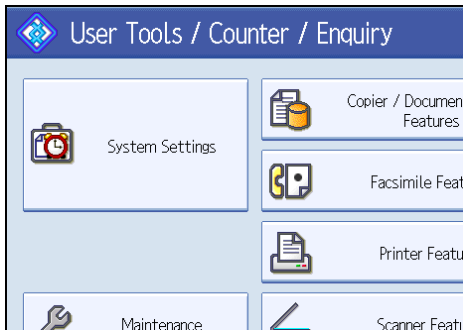 User Tools / Counter / Enquiry
System Settings
Copier / Documen
Features
Facsimile Feat
Printer Featu
Maintenance
Scanner Featu